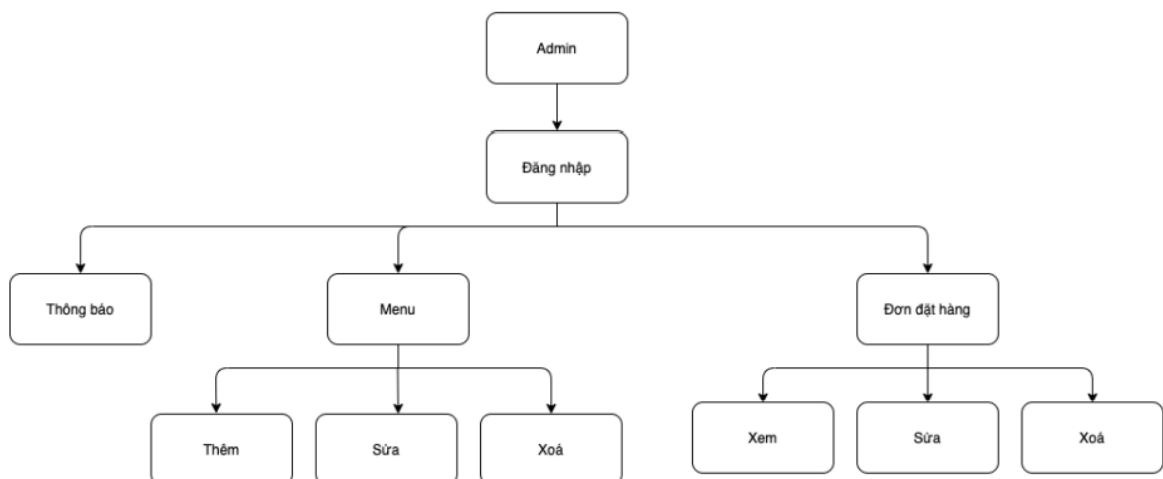 Admin
Đăng nhập
Thông báo
Menu
Đơn đặt hàng
Thêm
Sửa
Xoá
Xem
Sửa
Xoá